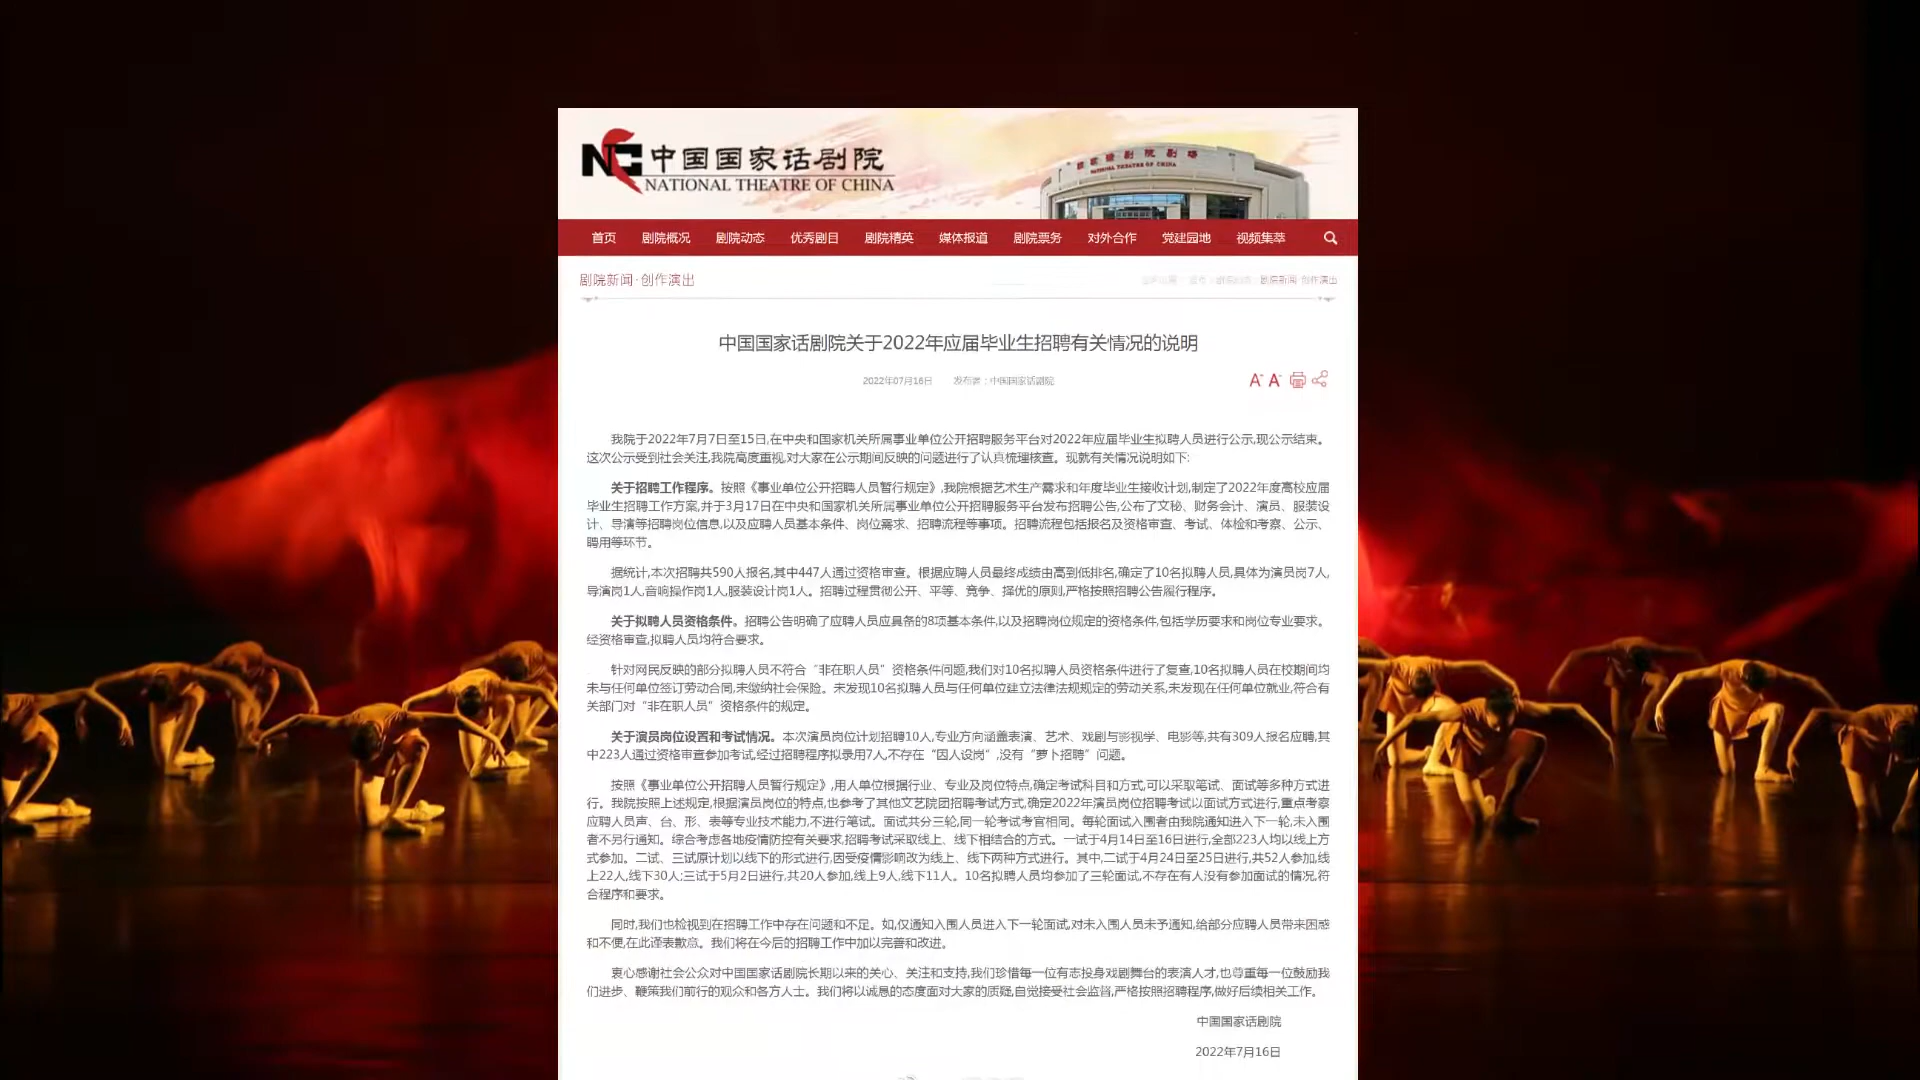 中国国家话剧院
NATIONAL THEATRE OF CHINA
首页 剧院概况 剧院动态 优秀剧目 剧院精英 媒体报道 剧院票务 对外合作 党建园地 视频集萃
剧院新闻·创作演出
剧院新闻·创作演出
中国国家话剧院关于2022年应届毕业生招聘有关情况的说明
2022年07月16日 发布者：中国国家话剧院
A+ A-
我院于2022年7月7日至15日,在中央和国家机关所属事业单位公开招聘服务平台对2022年应届毕业生拟聘人员进行公示,现公示结束。
这次公示受到社会关注,我院高度重视,对大家在公示期间反映的问题进行了认真梳理核查。现就有关情况说明如下:
关于招聘工作程序。按照《事业单位公开招聘人员暂行规定》,我院根据艺术生产需求和年度毕业生接收计划,制定了2022年度高校应届
毕业生招聘工作方案,并于3月17日在中央和国家机关所属事业单位公开招聘服务平台发布招聘公告,公布了文秘、财务会计、演员、服装设
计、导演等招聘岗位信息,以及应聘人员基本条件、岗位需求、招聘流程等事项。招聘流程包括报名及资格审查、考试、体检和考察、公示、
聘用等环节。
据统计,本次招聘共590人报名,其中447人通过资格审查。根据应聘人员最终成绩由高到低排名,确定了10名拟聘人员,具体为演员岗7人,
导演岗1人,音响操作岗1人,服装设计岗1人。招聘过程贯彻公开、平等、竞争、择优的原则,严格按照招聘公告履行程序。
关于拟聘人员资格条件。招聘公告明确了应聘人员应具备的8项基本条件,以及招聘岗位规定的资格条件,包括学历要求和岗位专业要求。
经资格审查,拟聘人员均符合要求。
针对网民反映的部分拟聘人员不符合“非在职人员”资格条件问题,我们对10名拟聘人员资格条件进行了复查,10名拟聘人员在校期间均
未与任何单位签订劳动合同,未缴纳社会保险。未发现10名拟聘人员与任何单位建立法律法规规定的劳动关系,未发现在任何单位就业,符合有
关部门对“非在职人员”资格条件的规定。
关于演员岗位设置和考试情况。本次演员岗位计划招聘10人,专业方向涵盖表演、艺术、戏剧与影视学、电影等,共有309人报名应聘,其
中223人通过资格审查参加考试,经过招聘程序拟录用7人,不存在“因人设岗”,没有“萝卜招聘”问题。
按照《事业单位公开招聘人员暂行规定》,用人单位根据行业、专业及岗位特点,确定考试科目和方式,可以采取笔试、面试等多种方式进
行。我院按照上述规定,根据演员岗位的特点,也参考了其他文艺院团招聘考试方式,确定2022年演员岗位招聘考试以面试方式进行,重点考察
应聘人员声、台、形、表等专业技术能力,不进行笔试。面试共分三轮,同一轮考试考官相同。每轮面试入围者由我院通知进入下一轮,未入围
者不另行通知。综合考虑各地疫情防控有关要求,招聘考试采取线上、线下相结合的方式。一试于4月14日至16日进行,全部223人均以线上方
式参加。二试、三试原计划以线下的形式进行,因受疫情影响改为线上、线下两种方式进行。其中,二试于4月24日至25日进行,共52人参加,线
上22人,线下30人;三试于5月2日进行,共20人参加,线上9人,线下11人。10名拟聘人员均参加了三轮面试,不存在有人没有参加面试的情况,符
合程序和要求。
同时,我们也检视到在招聘工作中存在问题和不足。如,仅通知入围人员进入下一轮面试,对未入围人员未予通知,给部分应聘人员带来困惑
和不便,在此谨表歉意。我们将在今后的招聘工作中加以完善和改进。
衷心感谢社会公众对中国国家话剧院长期以来的关心、关注和支持,我们珍惜每一位有志投身戏剧舞台的表演人才,也尊重每一位鼓励我
们进步、鞭策我们前行的观众和各方人士。我们将以诚恳的态度面对大家的质疑,自觉接受社会监督,严格按照招聘程序,做好后续相关工作。
中国国家话剧院
2022年7月16日